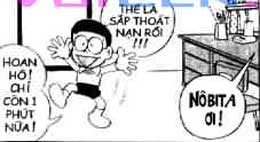 THẾ LÀ
SẮP THOÁT
NẠN RỒI
!!!
HOAN
HÔ!
CHỈ
CÒN 1
PHÚT
NỮA!
NÔBITA
ƠI!